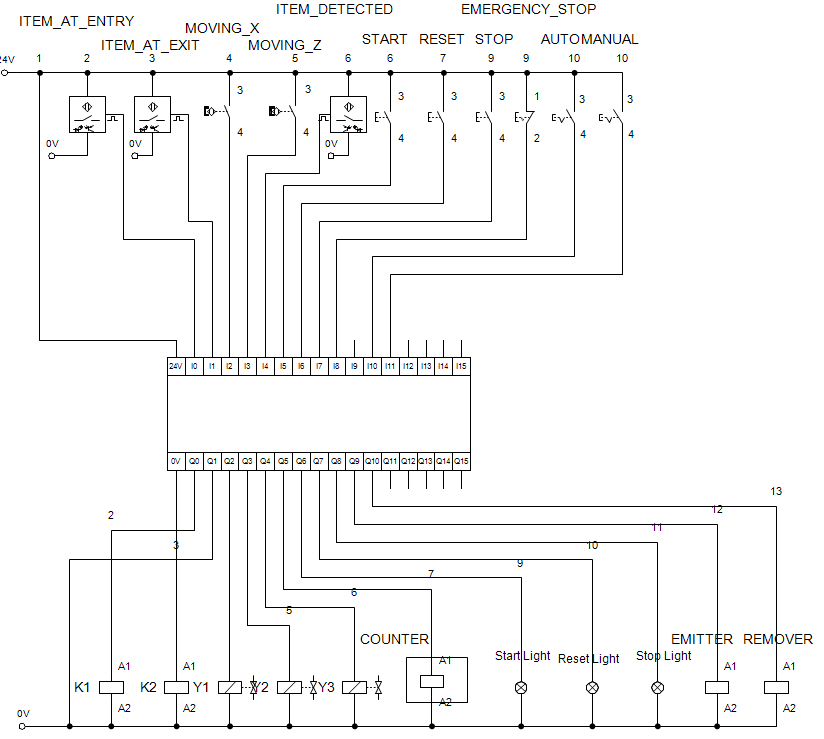 ITEM_DETECTED EMERGENCY_STOP
ITEM_AT_ENTRY MOVING_X
ITEM_AT_EXIT MOVING_Z START RESET STOP AUTO MANUAL
24V 1 2 3 4 5 6 6 7 9 9 10 10
3 3 3 3 3 1 3 3
4 4 4 4 4 2 4 4
0V 0V 0V
24V I0 I1 I2 I3 I4 I5 I6 I7 I8 I9 I10 I11 I12 I13 I14 I15
0V Q0 Q1 Q2 Q3 Q4 Q5 Q6 Q7 Q8 Q9 Q10 Q11 Q12 Q13 Q14 Q15
13
2 12
11
3 10
9
7
6
5
COUNTER EMITTER REMOVER
Start Light Reset Light Stop Light
A1 A1 A1 A1 A1
K1 K2 Y1 Y2 Y3
A2 A2 A2 A2 A2
0V